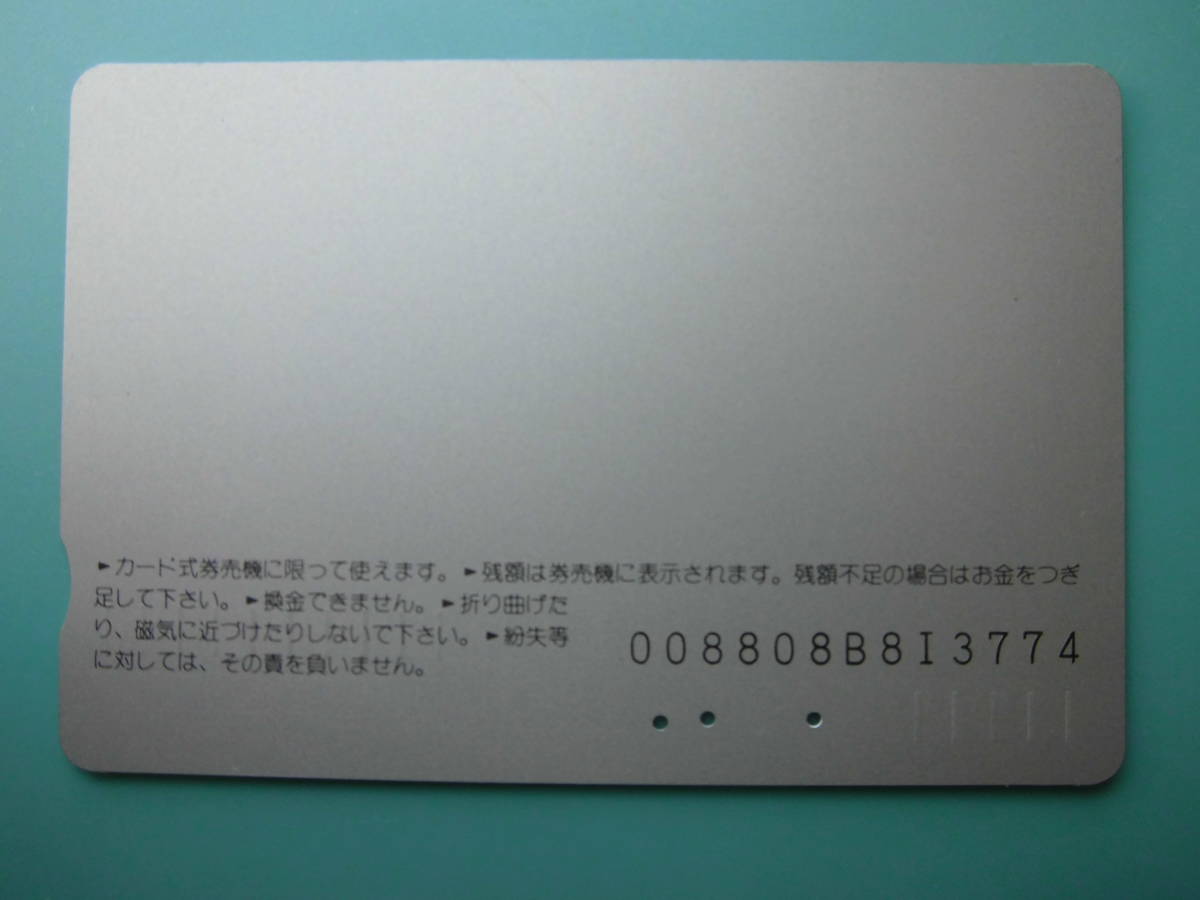 ►カード式券売機に限って使えます。►残額は券売機に表示されます。残額不足の場合はお金をつぎ
足して下さい。►換金できません。►折り曲げた
り、磁気に近づけたりしないで下さい。►紛失等
に対しては、その責を負いません。
008808B8I3774